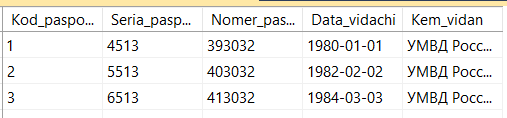 Kod_paspo... Seria_pasp... Nomer_pas... Data_vidachi Kem_vidan
1 4513 393032 1980-01-01 УМВД Росс...
2 5513 403032 1982-02-02 УМВД Росс...
3 6513 413032 1984-03-03 УМВД Росс...